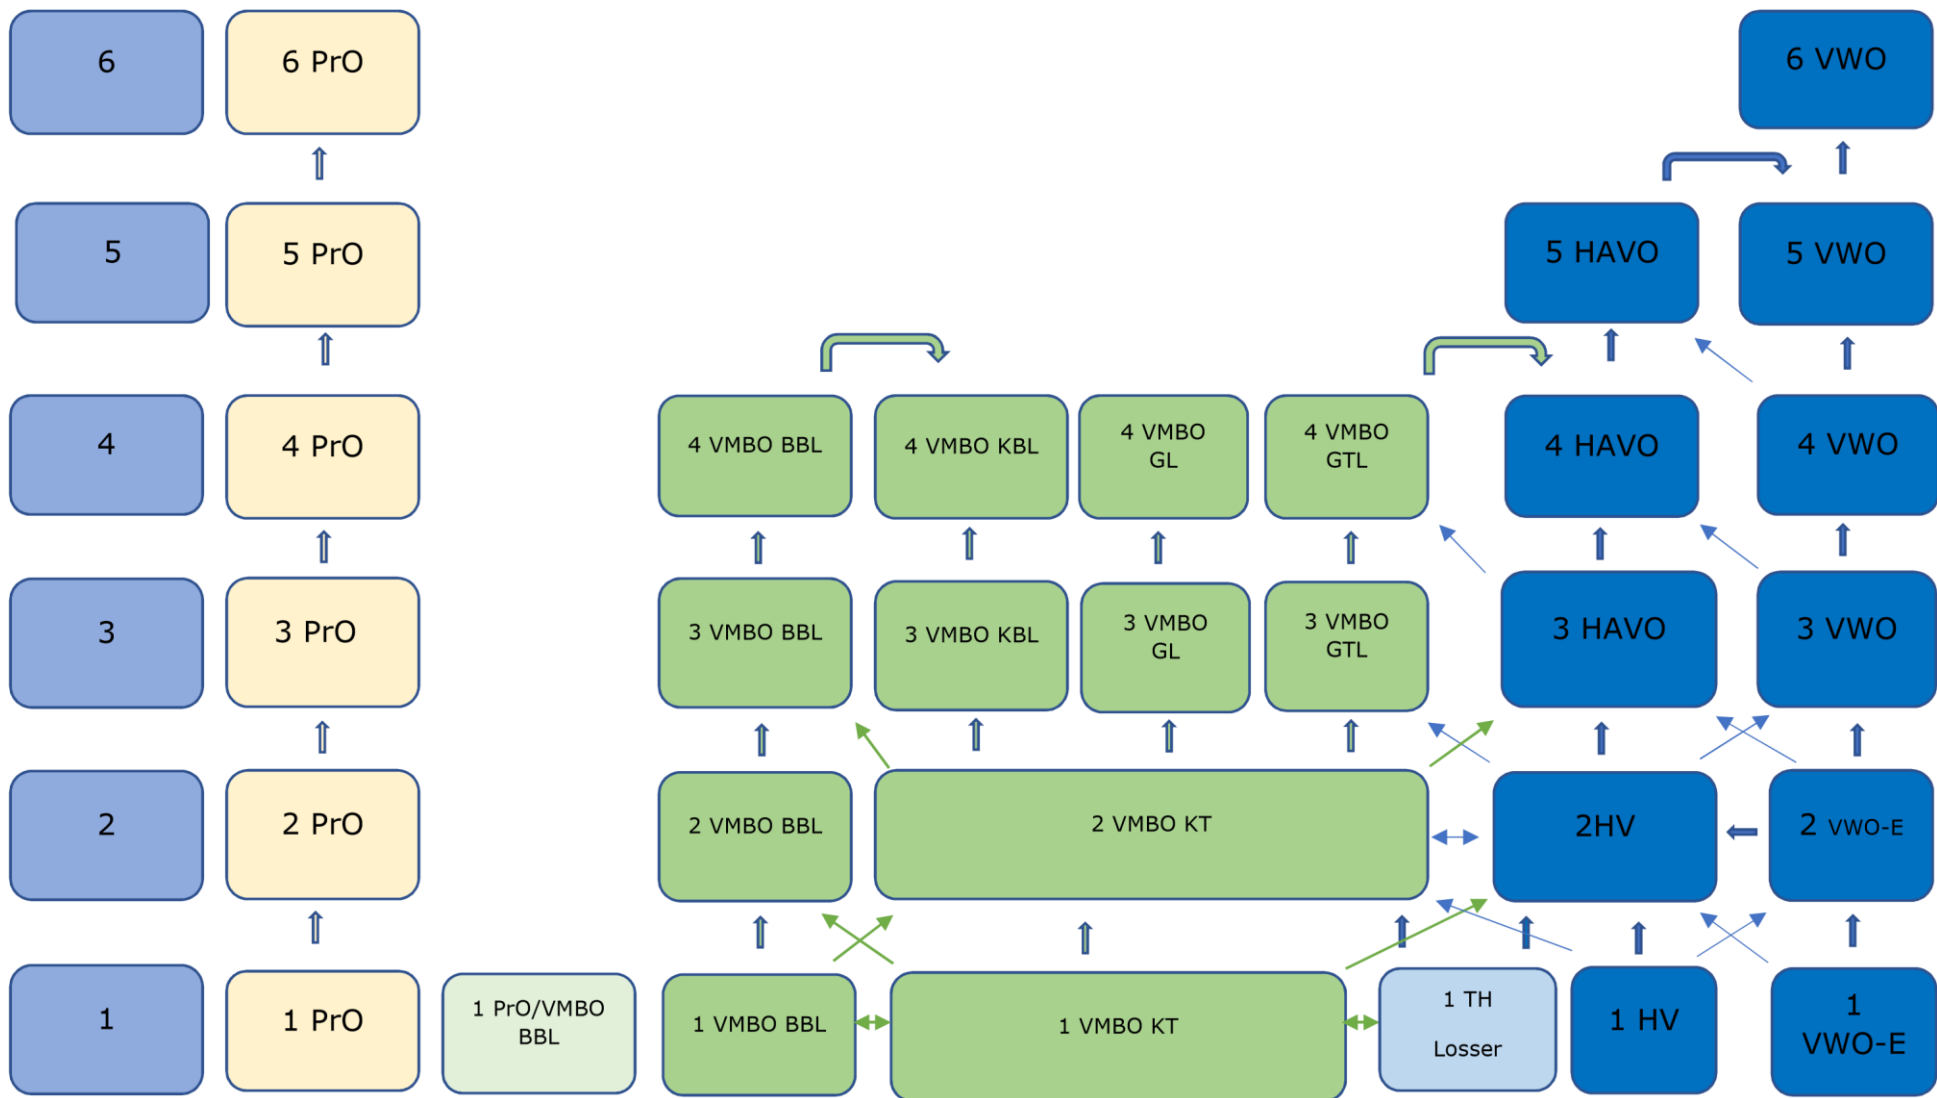 6
6 PrO
6 VWO
5
5 PrO
5 HAVO
5 VWO
4
4 PrO
4 VMBO BBL
4 VMBO KBL
4 VMBO
GL
4 VMBO
GTL
4 HAVO
4 VWO
3
3 PrO
3 VMBO BBL
3 VMBO KBL
3 VMBO
GL
3 VMBO
GTL
3 HAVO
3 VWO
2
2 PrO
2 VMBO BBL
2 VMBO KT
2HV
2 VWO-E
1
1 PrO
1 PrO/VMBO
BBL
1 VMBO BBL
1 VMBO KT
1 TH
Losser
1 HV
1
VWO-E